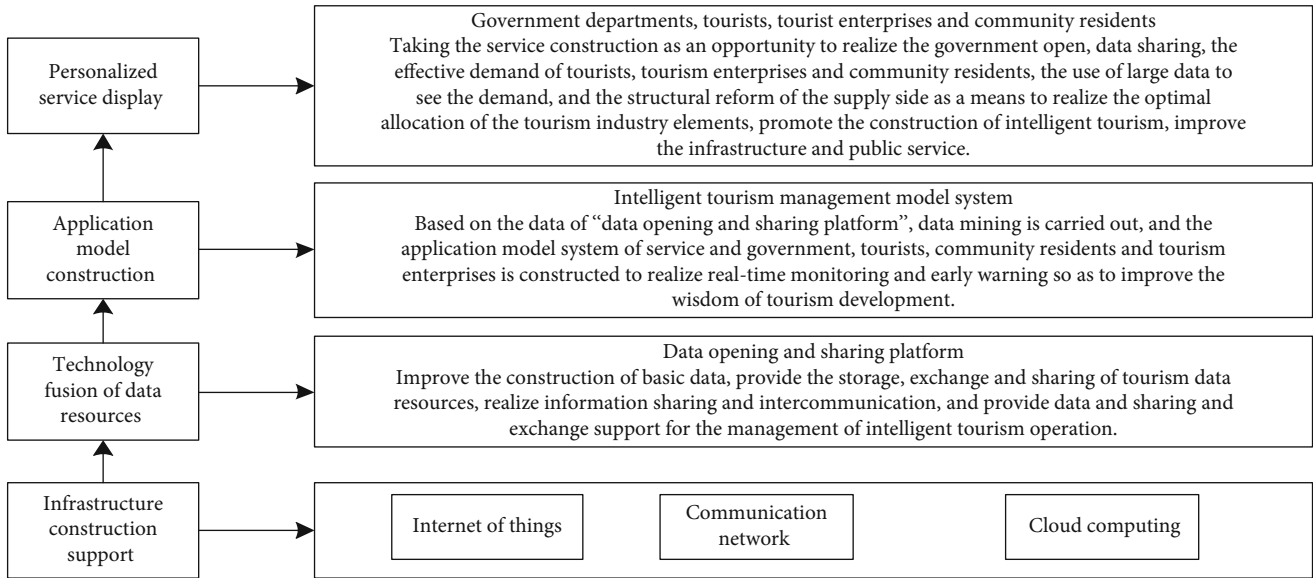 Personalized
service display
Government departments, tourists, tourist enterprises and community residents
Taking the service construction as an opportunity to realize the government open, data sharing, the
effective demand of tourists, tourism enterprises and community residents, the use of large data to
see the demand, and the structural reform of the supply side as a means to realize the optimal
allocation of the tourism industry elements, promote the construction of intelligent tourism, improve
the infrastructure and public service.
Application
model
construction
Intelligent tourism management model system
Based on the data of “data opening and sharing platform”, data mining is carried out, and the
application model system of service and government, tourists, community residents and tourism
enterprises is constructed to realize real-time monitoring and early warning so as to improve the
wisdom of tourism development.
Technology
fusion of data
resources
Data opening and sharing platform
Improve the construction of basic data, provide the storage, exchange and sharing of tourism data
resources, realize information sharing and intercommunication, and provide data and sharing and
exchange support for the management of intelligent tourism operation.
Infrastructure
construction
support
Internet of things
Communication
network
Cloud computing